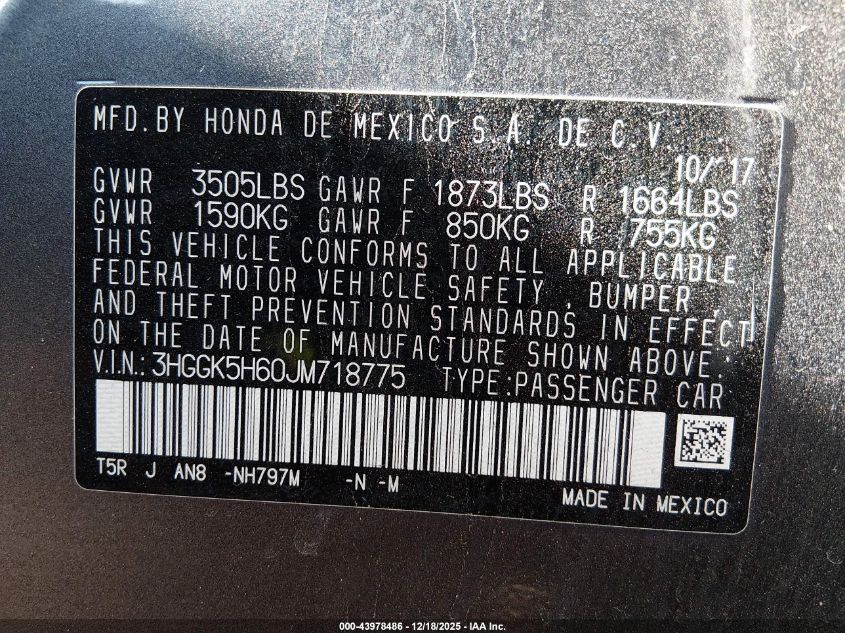 MFD. BY HONDA DE MEXICO S.A. DE C.V.
10/'17
GVWR 3505LBS GAWR F 1873LBS R 1664LBS
GVWR 1590KG GAWR F 850KG R 755KG
THIS VEHICLE CONFORMS TO ALL APPLICABLE
FEDERAL MOTOR VEHICLE SAFETY , BUMPER ,
AND THEFT PREVENTION STANDARDS IN EFFECT
ON THE DATE OF MANUFACTURE SHOWN ABOVE.
V.I.N.: 3HGGK5H60JM718775 TYPE:PASSENGER CAR
T5R J AN8 -NH797M -N -M
MADE IN MEXICO
000-43978486 - 12/18/2025 - IAA Inc.